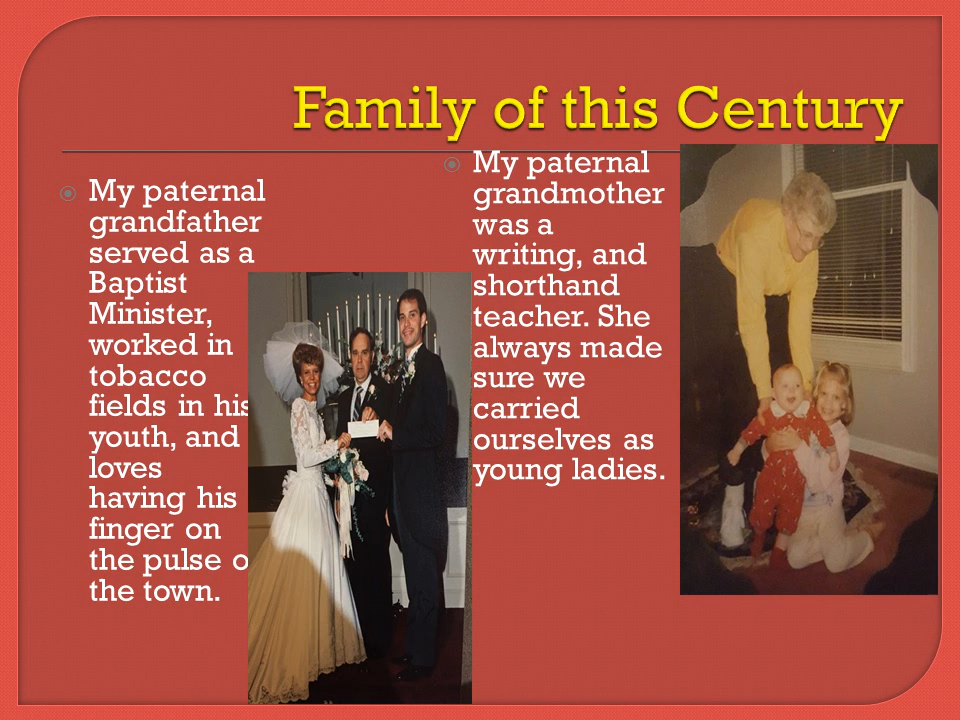 Family of this Century
My paternal
grandfather
served as a
Baptist
Minister,
worked in
tobacco
fields in his
youth, and
loves
having his
finger on
the pulse o
the town.
My paternal
grandmother
was a
writing, and
shorthand
teacher. She
always made
sure we
carried
ourselves as
young ladies.